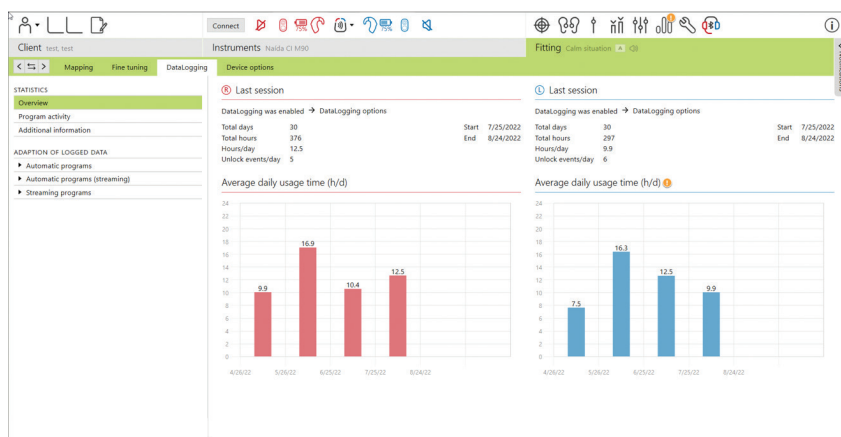 Connect
75%
75%
Client test, test
Instruments Naida CI M90
Fitting Calm situation
Mapping Fine tuning DataLogging Device options
STATISTICS
Overview
Program activity
Additional information
ADAPTION OF LOGGED DATA
Automatic programs
Automatic programs (streaming)
Streaming programs
R Last session
DataLogging was enabled → DataLogging options
Total days 30 Start 7/25/2022
Total hours 376 End 8/24/2022
Hours/day 12.5
Unlock events/day 5
Average daily usage time (h/d)
24
22
20
18
16
14
12
10
8
6
4
2
0
9.9 16.9 10.4 12.5
4/26/22 5/26/22 6/25/22 7/25/22 8/24/22
L Last session
DataLogging was enabled → DataLogging options
Total days 30 Start 7/25/2022
Total hours 297 End 8/24/2022
Hours/day 9.9
Unlock events/day 6
Average daily usage time (h/d)
24
22
20
18
16
14
12
10
8
6
4
2
0
7.5 16.3 12.5 9.9
4/26/22 5/26/22 6/25/22 7/25/22 8/24/22